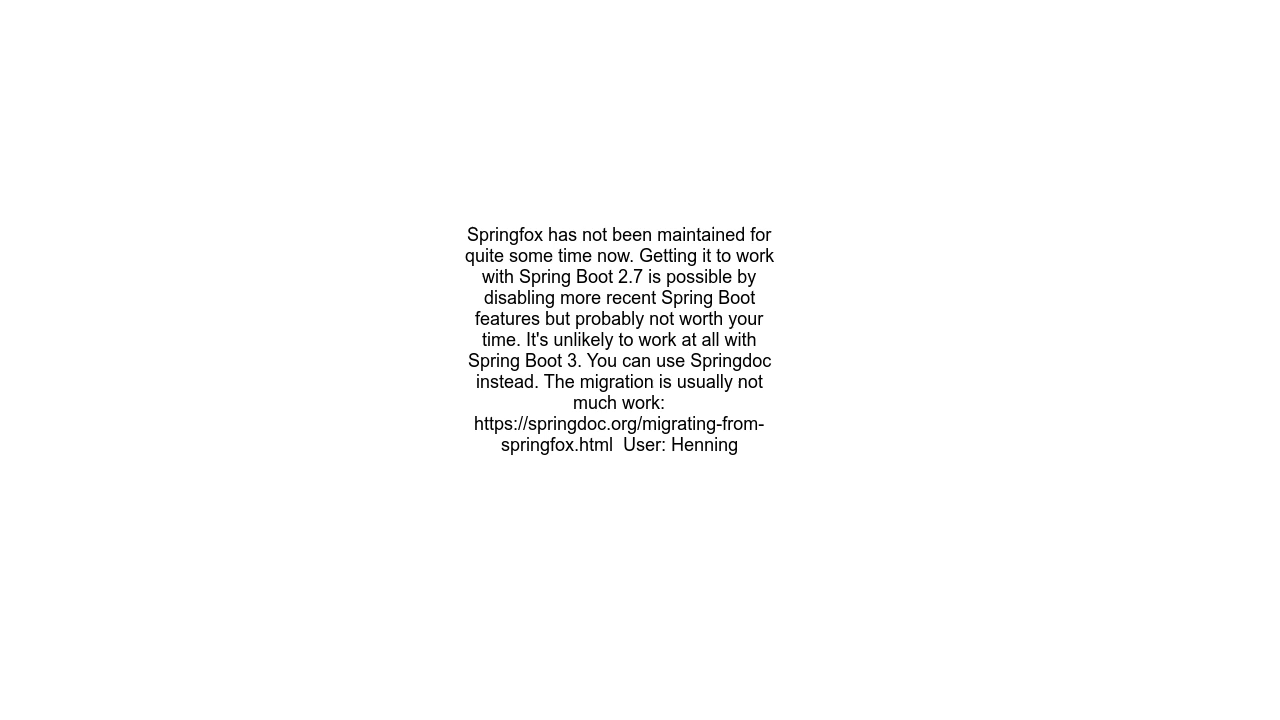 Springfox has not been maintained for
quite some time now. Getting it to work
with Spring Boot 2.7 is possible by
disabling more recent Spring Boot
features but probably not worth your
time. It's unlikely to work at all with
Spring Boot 3. You can use Springdoc
instead. The migration is usually not
much work:
https://springdoc.org/migrating-from-
springfox.html  User: Henning